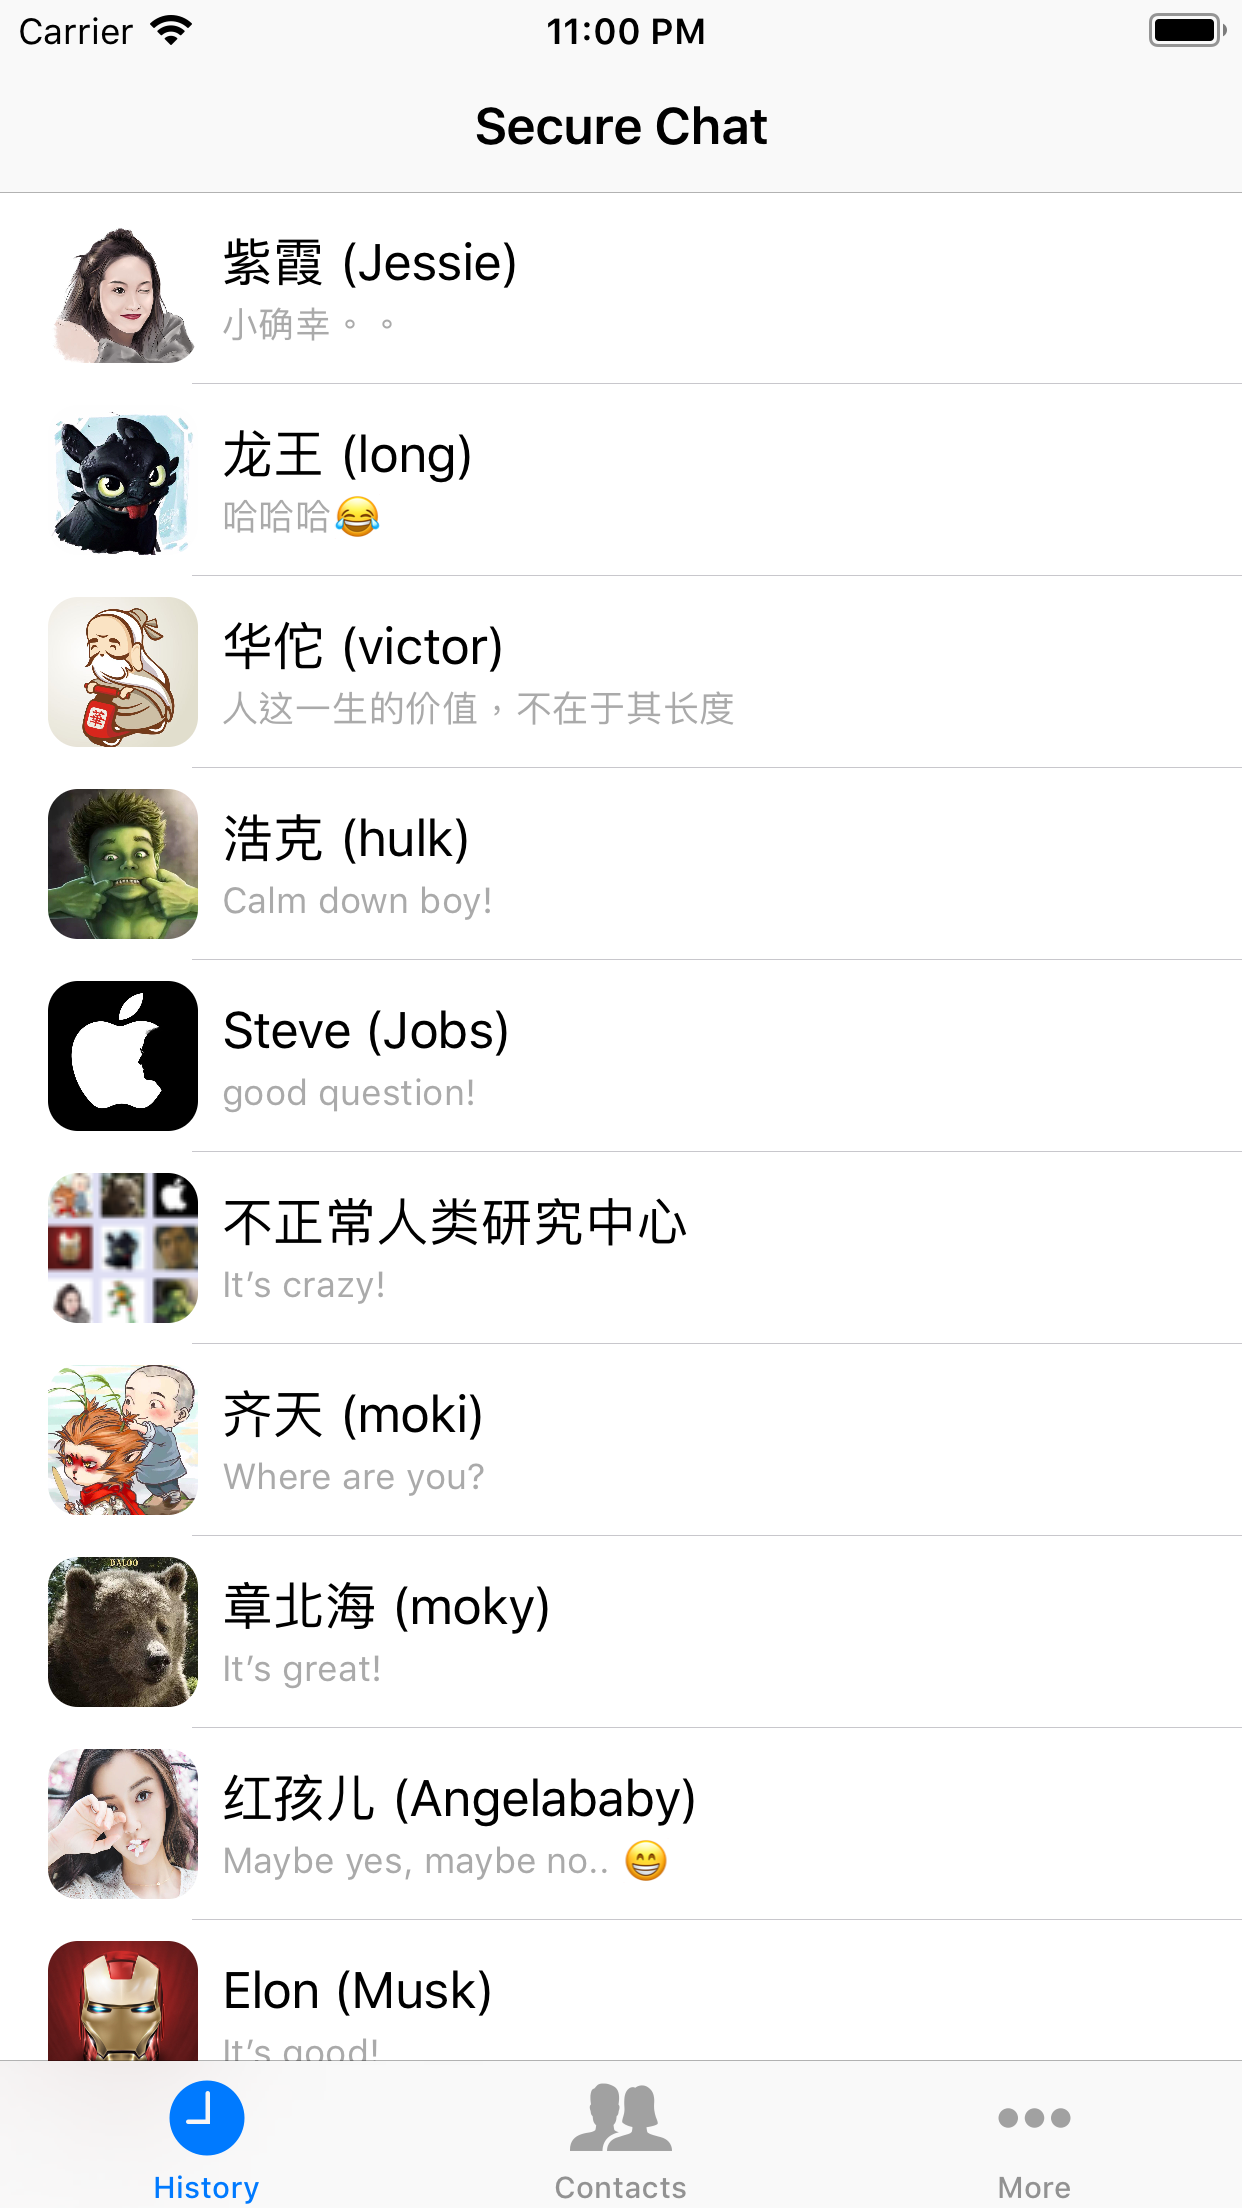 Carrier 11:00 PM
Secure Chat
紫霞 (Jessie)
小确幸。。
龙王 (long)
哈哈哈😂
華
华佗 (victor)
人这一生的价值，不在于其长度
浩克 (hulk)
Calm down boy!
Steve (Jobs)
good question!
不正常人类研究中心
It’s crazy!
齐天 (moki)
Where are you?
BALOO
章北海 (moky)
It’s great!
红孩儿 (Angelababy)
Maybe yes, maybe no.. 😁
Elon (Musk)
It’s good!
History Contacts More